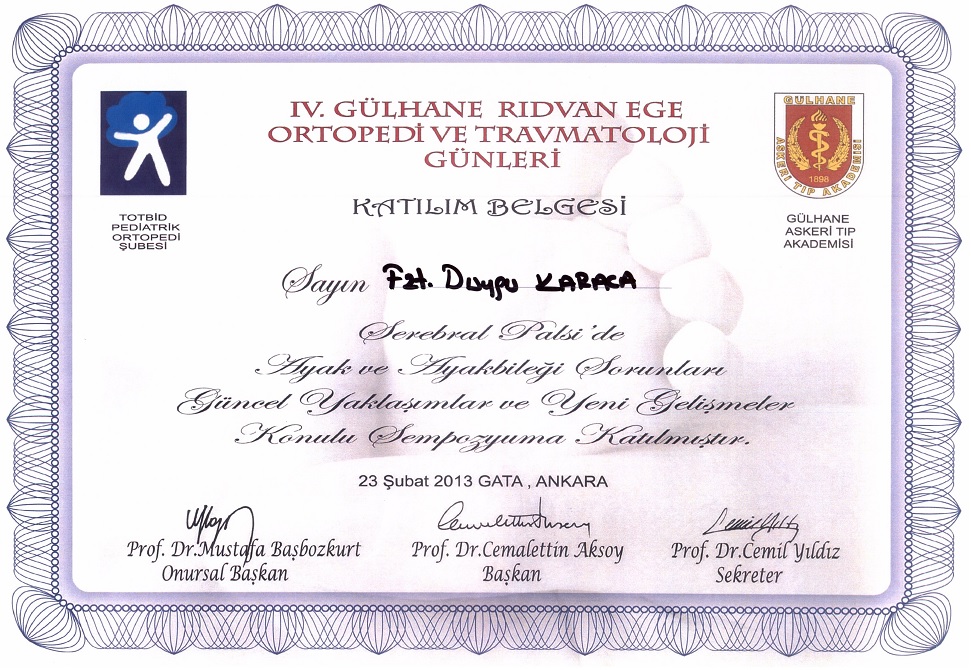 IV. GÜLHANE RIDVAN EGE
ORTOPEDİ VE TRAVMATOLOJİ
GÜNLERİ
KATILIM BELGESİ
TOTBİD
PEDİATRİK
ORTOPEDİ
ŞUBESİ
GÜLHANE
ASKERİ TIP AKADEMİSİ
1898
GÜLHANE
ASKERİ TIP
AKADEMİSİ
Sayın Fzt. Duygu KARACA
Serebral Palsi'de
Ayak ve Ayakbileği Sorunları
Güncel Yaklaşımlar ve Yeni Gelişmeler
Konulu Sempozyuma Katılmıştır.
23 Şubat 2013 GATA , ANKARA
Prof. Dr.Mustafa Başbozkurt
Onursal Başkan
Prof. Dr.Cemalettin Aksoy
Başkan
Prof. Dr.Cemil Yıldız
Sekreter